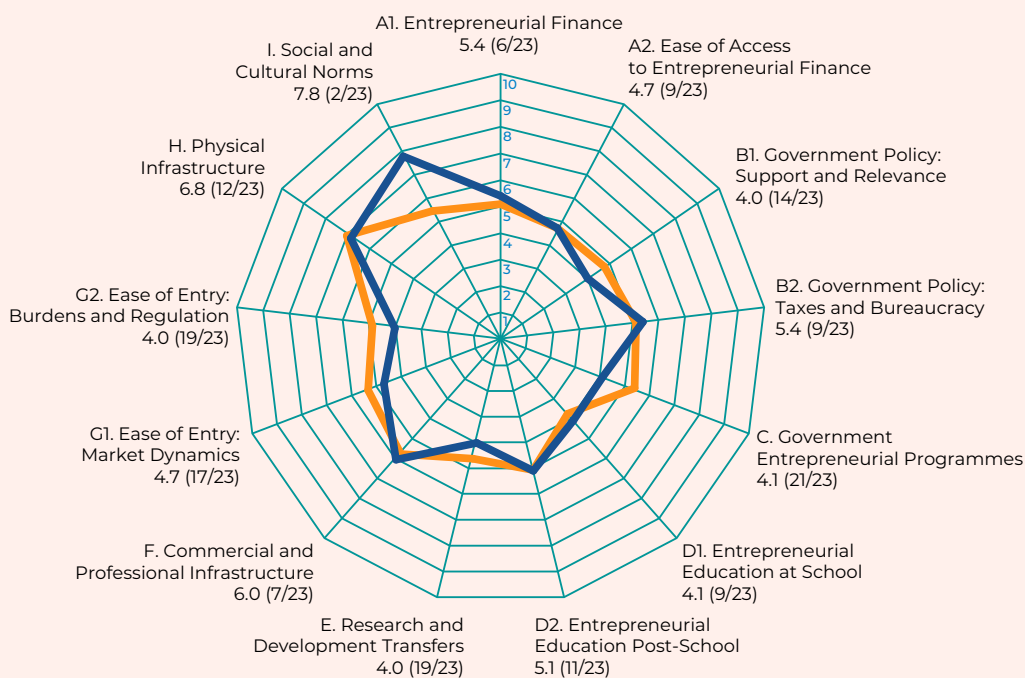 A1. Entrepreneurial Finance
5.4 (6/23)
A2. Ease of Access
to Entrepreneurial Finance
4.7 (9/23)
B1. Government Policy:
Support and Relevance
4.0 (14/23)
B2. Government Policy:
Taxes and Bureaucracy
5.4 (9/23)
C. Government
Entrepreneurial Programmes
4.1 (21/23)
D1. Entrepreneurial
Education at School
4.1 (9/23)
D2. Entrepreneurial
Education Post-School
5.1 (11/23)
E. Research and
Development Transfers
4.0 (19/23)
F. Commercial and
Professional Infrastructure
6.0 (7/23)
G1. Ease of Entry:
Market Dynamics
4.7 (17/23)
G2. Ease of Entry:
Burdens and Regulation
4.0 (19/23)
H. Physical
Infrastructure
6.8 (12/23)
I. Social and
Cultural Norms
7.8 (2/23)
10
9
8
7
6
5
4
3
2
1